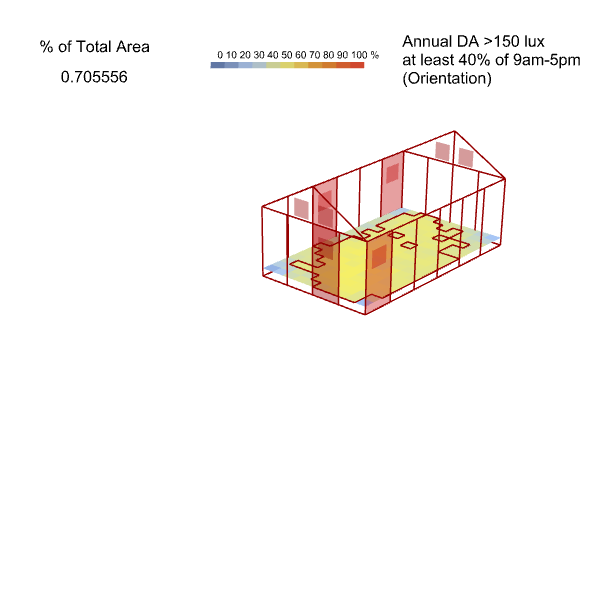 % of Total Area
0.705556
0 10 20 30 40 50 60 70 80 90 100 %
Annual DA >150 lux
at least 40% of 9am-5pm
(Orientation)